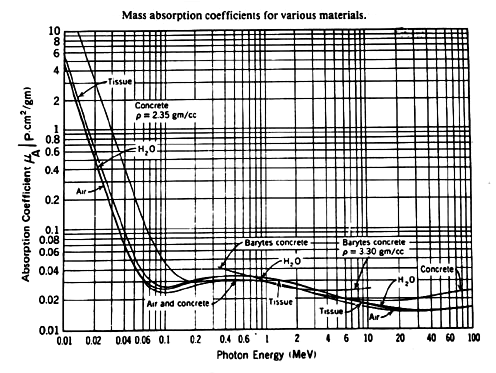 Mass absorption coefficients for various materials.
10
8
6
4
2
1
0.8
0.6
0.4
0.2
0.1
0.08
0.06
0.04
0.02
0.01
Absorption Coefficient μA|P·cm²/gm)
Tissue
Concrete
ρ = 2.35 gm/cc
H₂O
Air
Barytes concrete
H₂O
Barytes concrete
ρ = 3.30 gm/cc
H₂O
Concrete
Air and concrete
Tissue
Tissue
Air
0.01 0.02 0.04 0.06 0.1 0.2 0.4 0.6 1 2 4 6 10 20 40 60 100
Photon Energy (MeV)